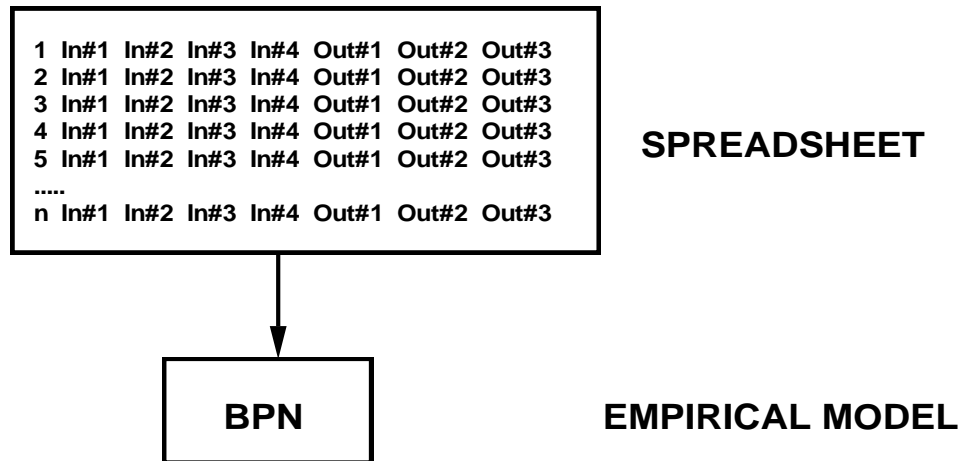 1 In#1 In#2 In#3 In#4 Out#1 Out#2 Out#3
2 In#1 In#2 In#3 In#4 Out#1 Out#2 Out#3
3 In#1 In#2 In#3 In#4 Out#1 Out#2 Out#3
4 In#1 In#2 In#3 In#4 Out#1 Out#2 Out#3
5 In#1 In#2 In#3 In#4 Out#1 Out#2 Out#3
.....
n In#1 In#2 In#3 In#4 Out#1 Out#2 Out#3
SPREADSHEET
BPN
EMPIRICAL MODEL